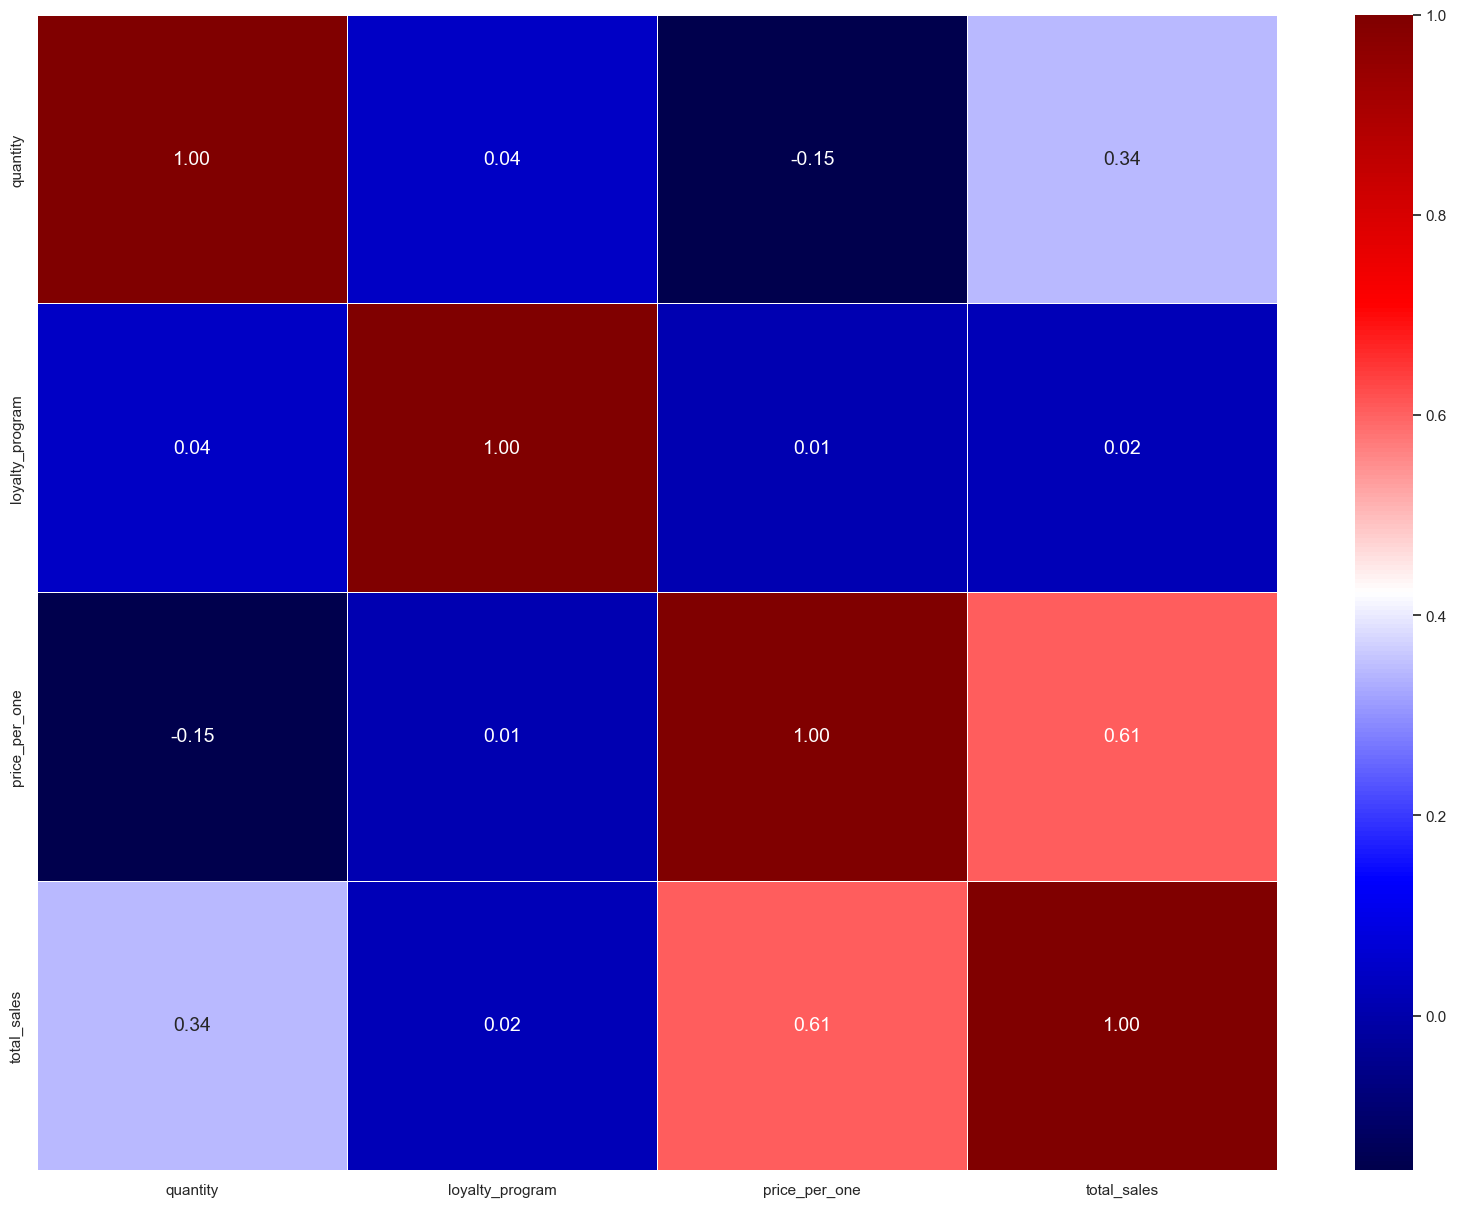 quantity 1.00 0.04 -0.15 0.34
loyalty_program 0.04 1.00 0.01 0.02
price_per_one -0.15 0.01 1.00 0.61
total_sales 0.34 0.02 0.61 1.00
quantity loyalty_program price_per_one total_sales
1.0
0.8
0.6
0.4
0.2
0.0